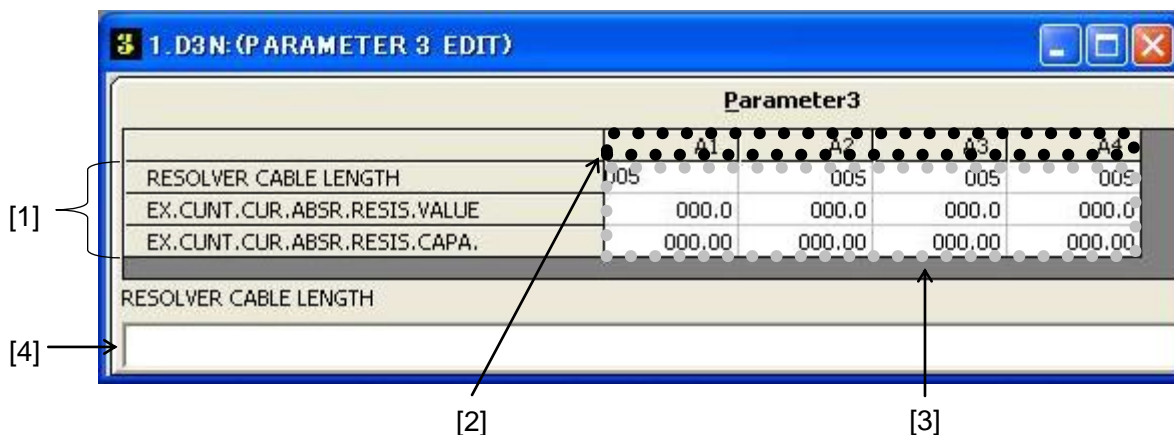 3 1.D3N:(PARAMETER 3 EDIT)
Parameter3
A1 A2 A3 A4
[1]
RESOLVER CABLE LENGTH 005 005 005 005
EX.CUNT.CUR.ABSR.RESIS.VALUE 000.0 000.0 000.0 000.0
EX.CUNT.CUR.ABSR.RESIS.CAPA. 000.00 000.00 000.00 000.00
RESOLVER CABLE LENGTH
[4]
[2] [3]